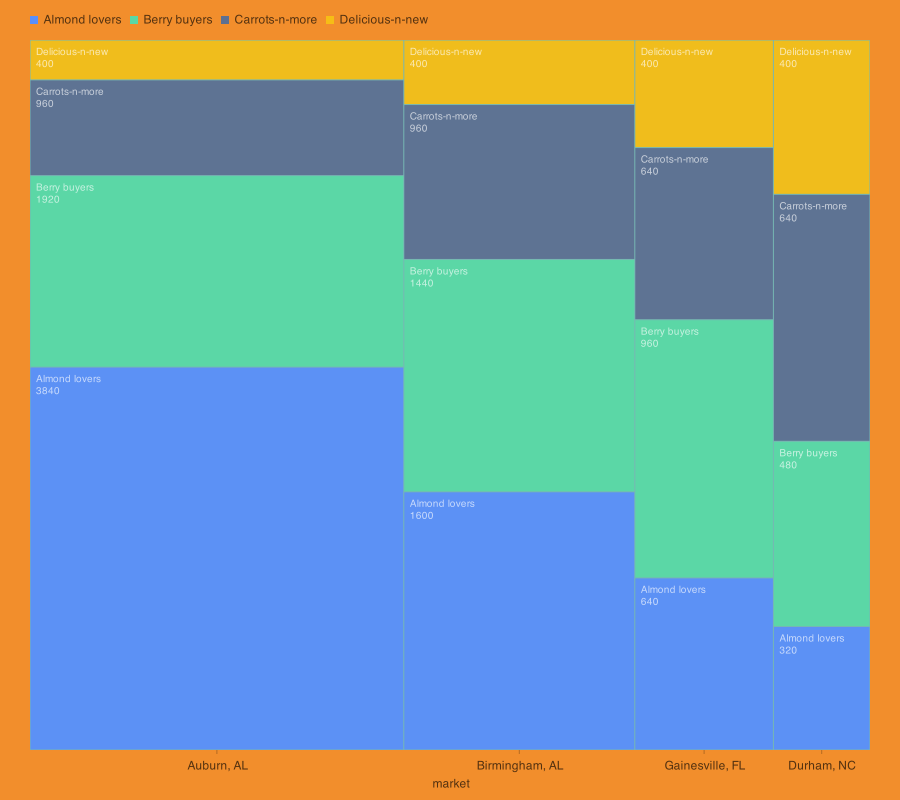 Almond lovers Berry buyers Carrots-n-more Delicious-n-new
Delicious-n-new
400
Carrots-n-more
960
Berry buyers
1920
Almond lovers
3840
Delicious-n-new
400
Carrots-n-more
960
Berry buyers
1440
Almond lovers
1600
Delicious-n-new
400
Carrots-n-more
640
Berry buyers
960
Almond lovers
640
Delicious-n-new
400
Carrots-n-more
640
Berry buyers
480
Almond lovers
320
Auburn, AL Birmingham, AL Gainesville, FL Durham, NC
market